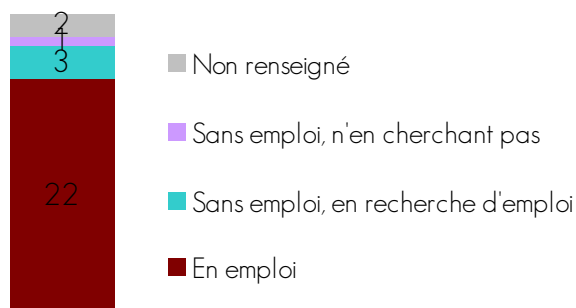 2
1
3
22
Non renseigné
Sans emploi, n'en cherchant pas
Sans emploi, en recherche d'emploi
En emploi